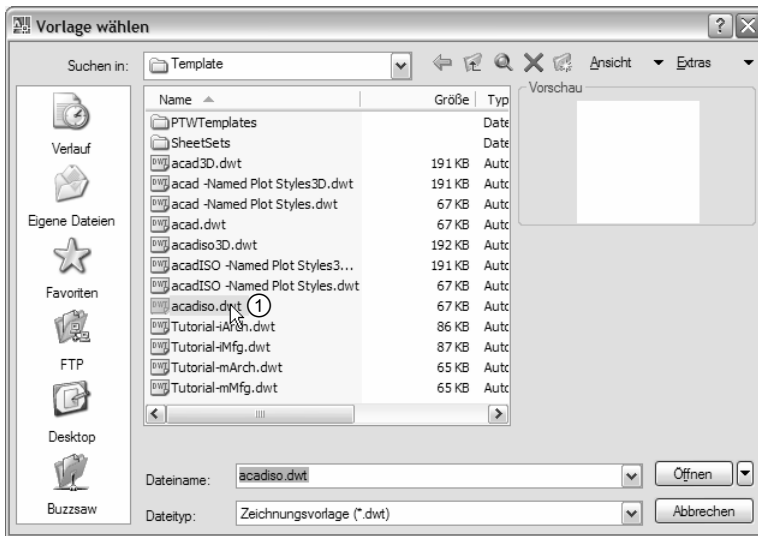 Vorlage wählen
Suchen in: Template Ansicht Extras
Name Größe Typ
PTWTemplates Date
SheetSets Date
acad3D.dwt 191 KB Autc
acad -Named Plot Styles3D.dwt 191 KB Autc
acad -Named Plot Styles.dwt 67 KB Autc
acad.dwt 67 KB Autc
acadiso3D.dwt 192 KB Autc
acadISO -Named Plot Styles3... 191 KB Autc
acadISO -Named Plot Styles.dwt 67 KB Autc
acadiso.dwt 1 67 KB Autc
Tutorial-iArch.dwt 86 KB Autc
Tutorial-iMfg.dwt 87 KB Autc
Tutorial-mArch.dwt 65 KB Autc
Tutorial-mMfg.dwt 65 KB Autc
Verlauf
Eigene Dateien
Favoriten
FTP
Desktop
Buzzsaw
Vorschau
Dateiname: acadiso.dwt Öffnen
Dateityp: Zeichnungsvorlage (*.dwt) Abbrechen